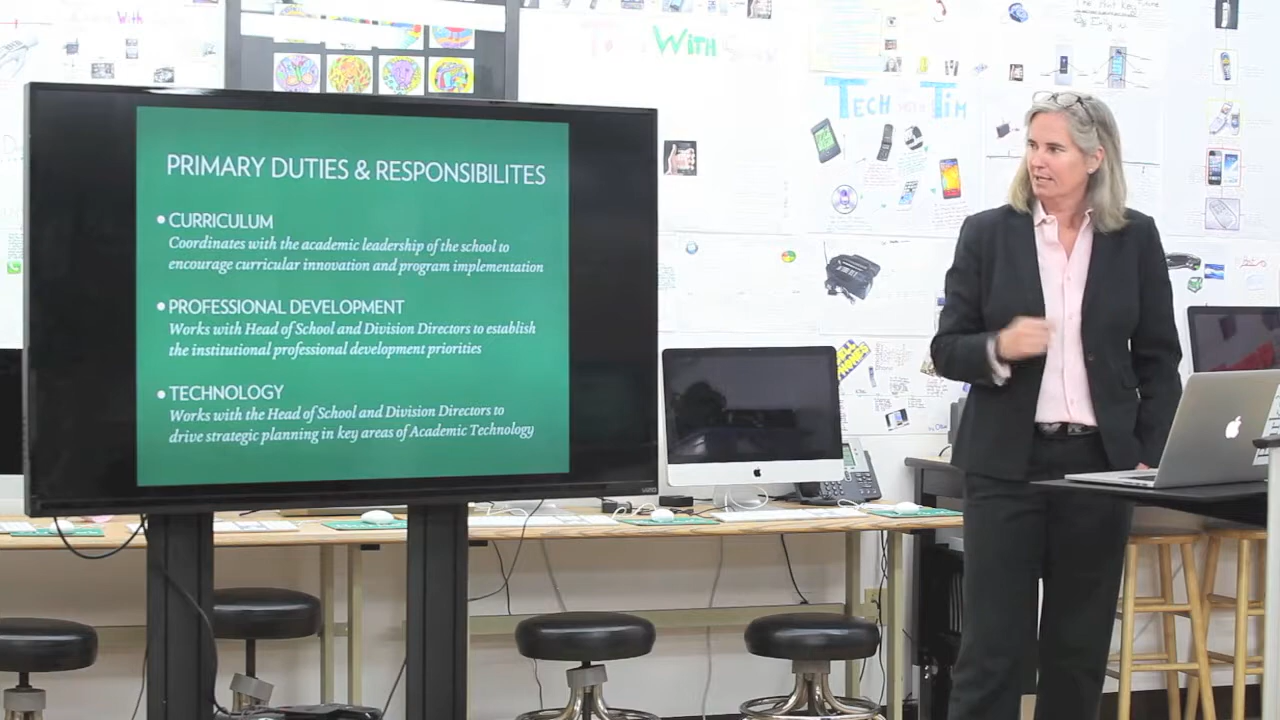 WITH
TECH WITH TIM
PRIMARY DUTIES & RESPONSIBILITES
• CURRICULUM
Coordinates with the academic leadership of the school to
encourage curricular innovation and program implementation
• PROFESSIONAL DEVELOPMENT
Works with Head of School and Division Directors to establish
the institutional professional development priorities
• TECHNOLOGY
Works with the Head of School and Division Directors to
drive strategic planning in key areas of Academic Technology
VIZIO